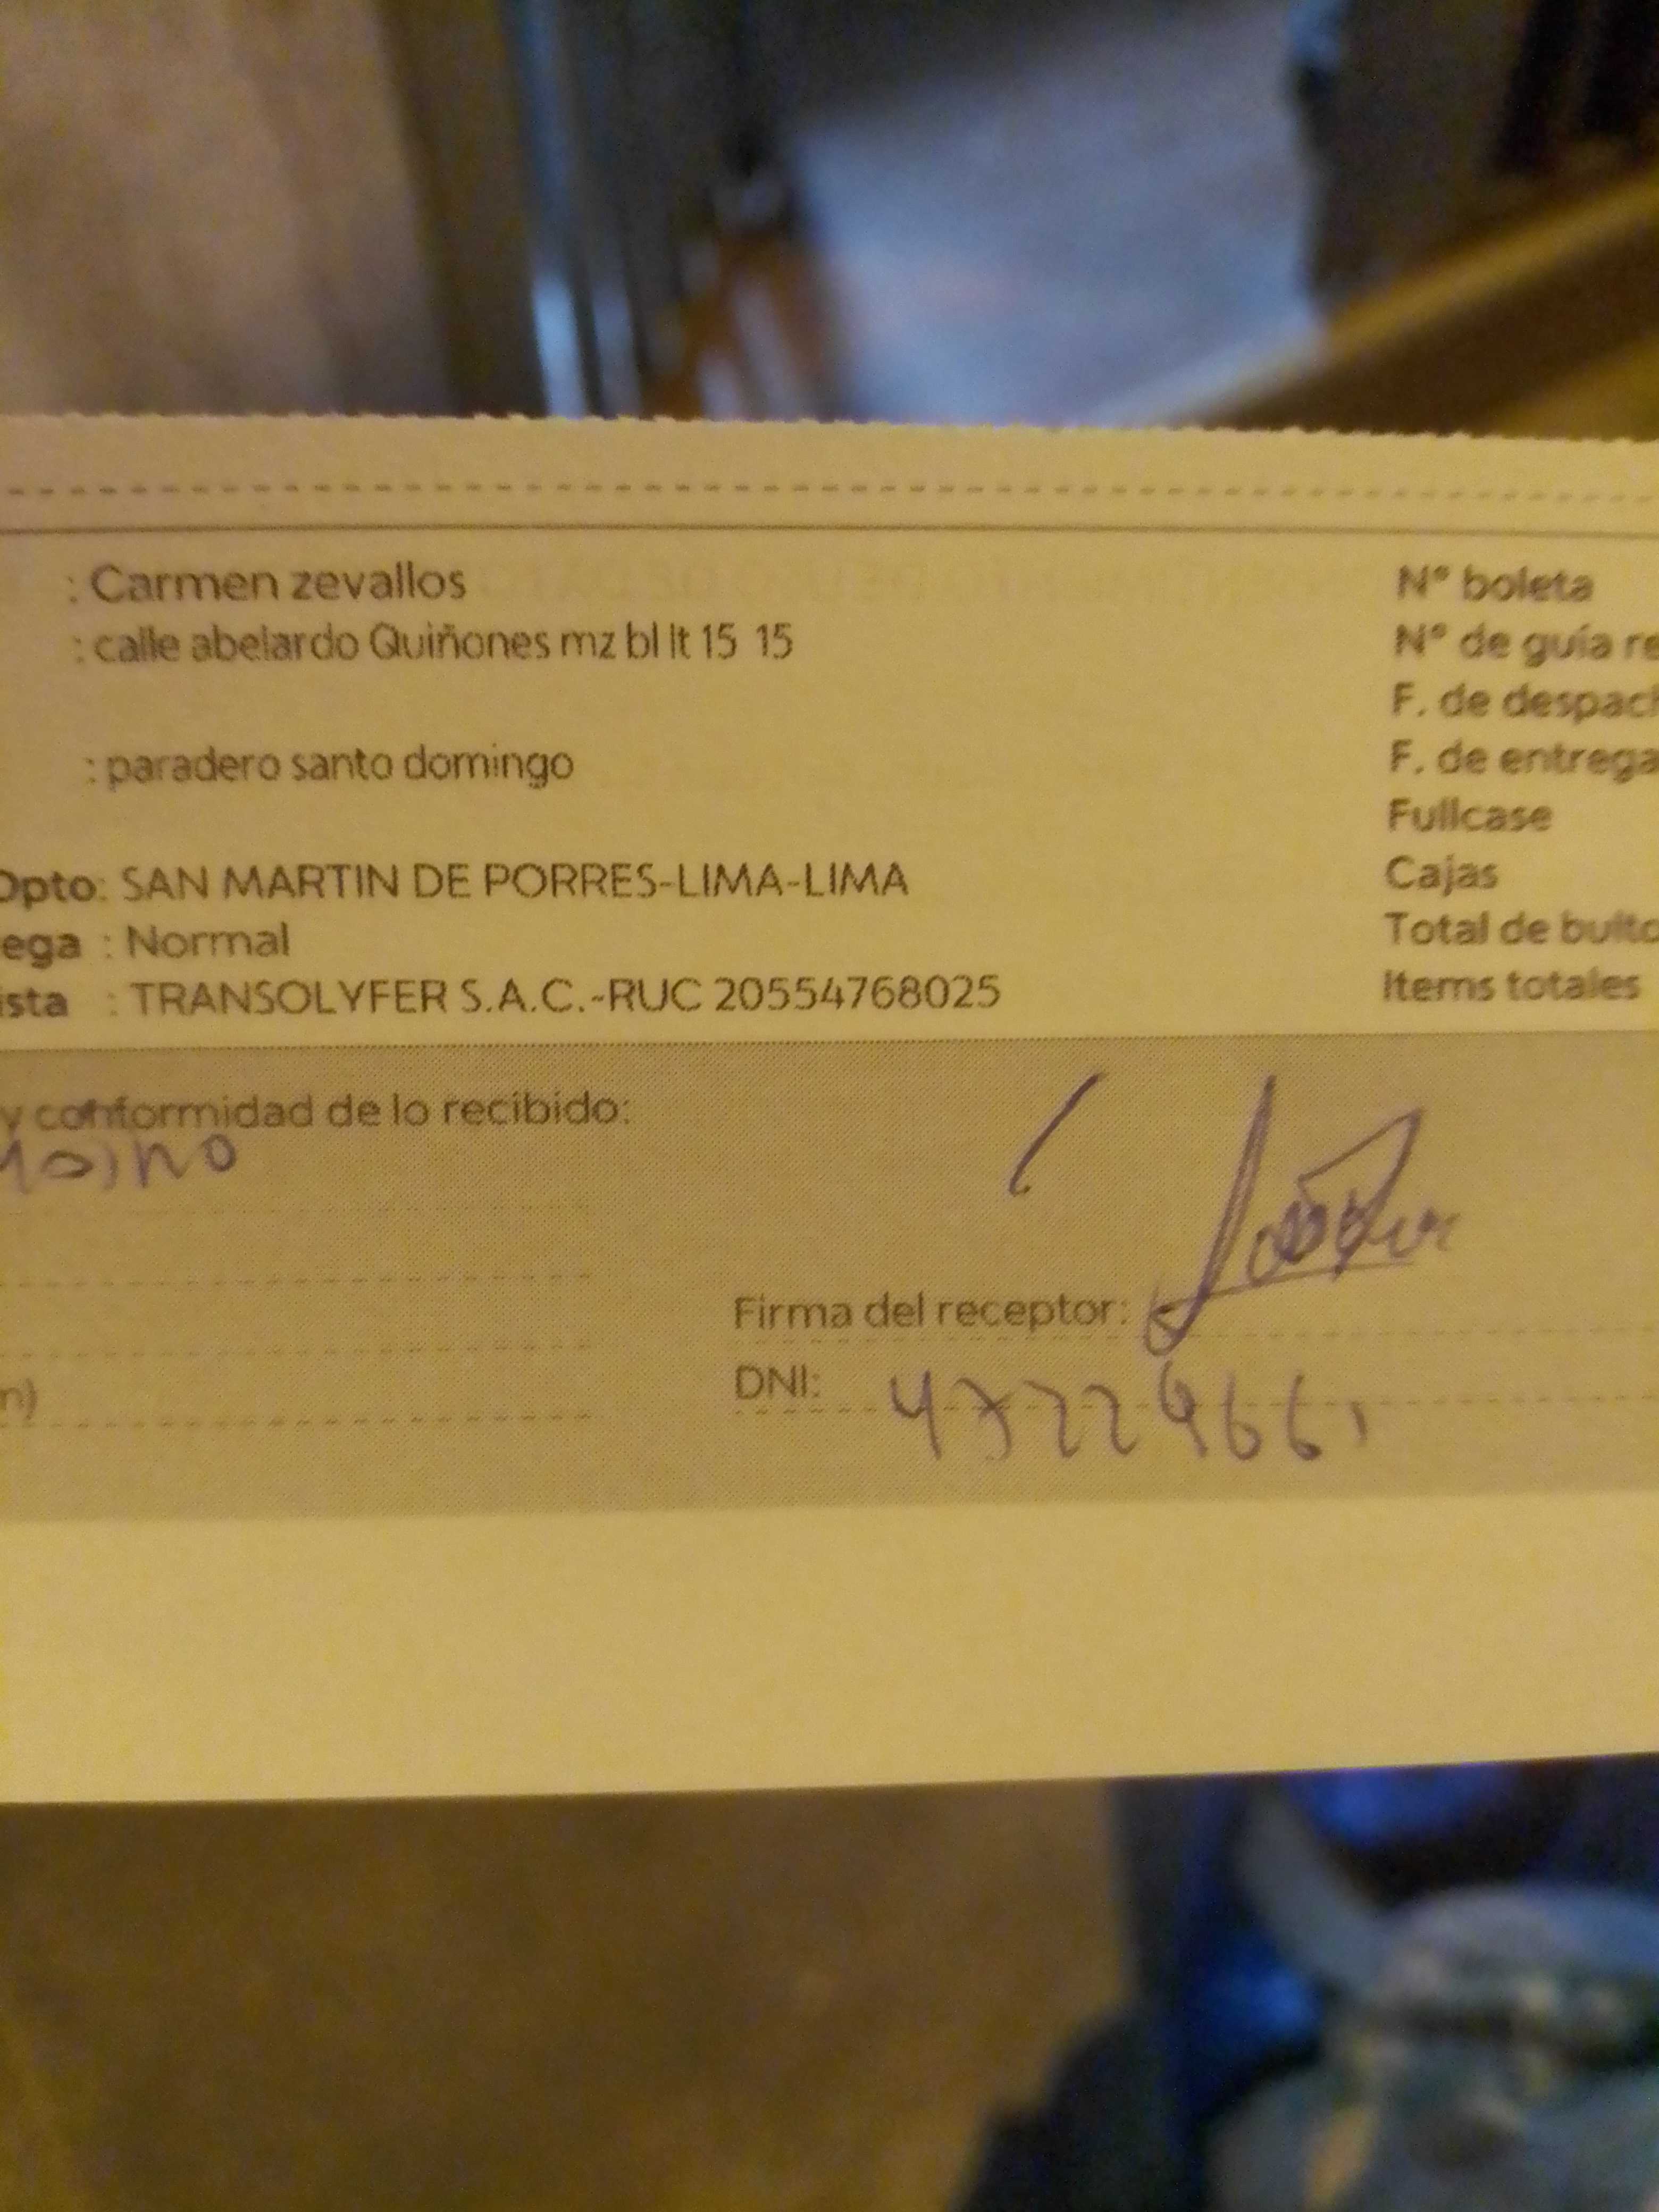 : Carmen zevallos
: calle abelardo Quiñones mz bl lt 15 15
: paradero santo domingo
Dpto: SAN MARTIN DE PORRES-LIMA-LIMA
ega : Normal
ista : TRANSOLYFER S.A.C.-RUC 20554768025
N° boleta
N° de guía re
F. de despach
F. de entrega
Fullcase
Cajas
Total de bulto
Items totales
y conformidad de lo recibido:
Firma del receptor:
DNI: 47229661
n)